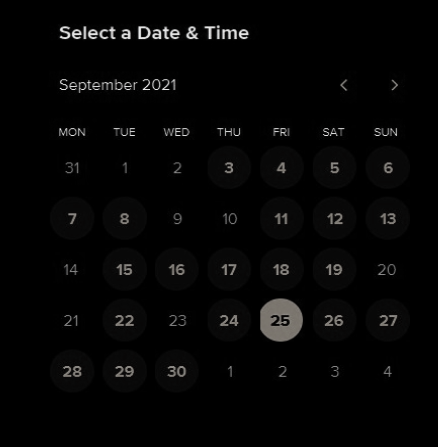 Select a Date & Time
September 2021
MON TUE WED THU FRI SAT SUN
31 1 2 3 4 5 6
7 8 9 10 11 12 13
14 15 16 17 18 19 20
21 22 23 24 25 26 27
28 29 30 1 2 3 4